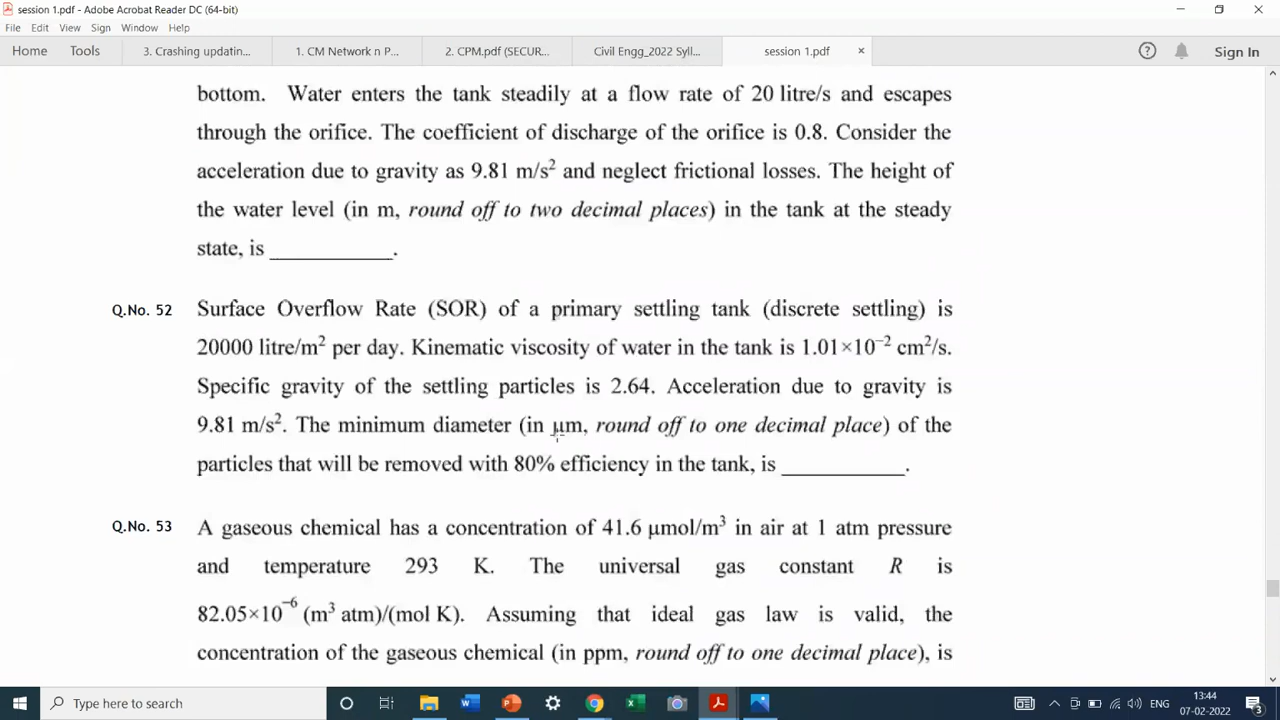 session 1.pdf - Adobe Acrobat Reader DC (64-bit)
File Edit View Sign Window Help
Home Tools 3. Crashing updatin... 1. CM Network n P... 2. CPM.pdf (SECUR... Civil Engg_2022 Syll... session 1.pdf × Sign In
bottom. Water enters the tank steadily at a flow rate of 20 litre/s and escapes
through the orifice. The coefficient of discharge of the orifice is 0.8. Consider the
acceleration due to gravity as 9.81 m/s² and neglect frictional losses. The height of
the water level (in m, round off to two decimal places) in the tank at the steady
state, is ____________.
Q.No. 52 Surface Overflow Rate (SOR) of a primary settling tank (discrete settling) is
20000 litre/m² per day. Kinematic viscosity of water in the tank is 1.01×10⁻² cm²/s.
Specific gravity of the settling particles is 2.64. Acceleration due to gravity is
9.81 m/s². The minimum diameter (in μm, round off to one decimal place) of the
particles that will be removed with 80% efficiency in the tank, is ____________.
Q.No. 53 A gaseous chemical has a concentration of 41.6 μmol/m³ in air at 1 atm pressure
and temperature 293 K. The universal gas constant R is
82.05×10⁻⁶ (m³ atm)/(mol K). Assuming that ideal gas law is valid, the
concentration of the gaseous chemical (in ppm, round off to one decimal place), is
Type here to search
ENG
13:44
07-02-2022
3